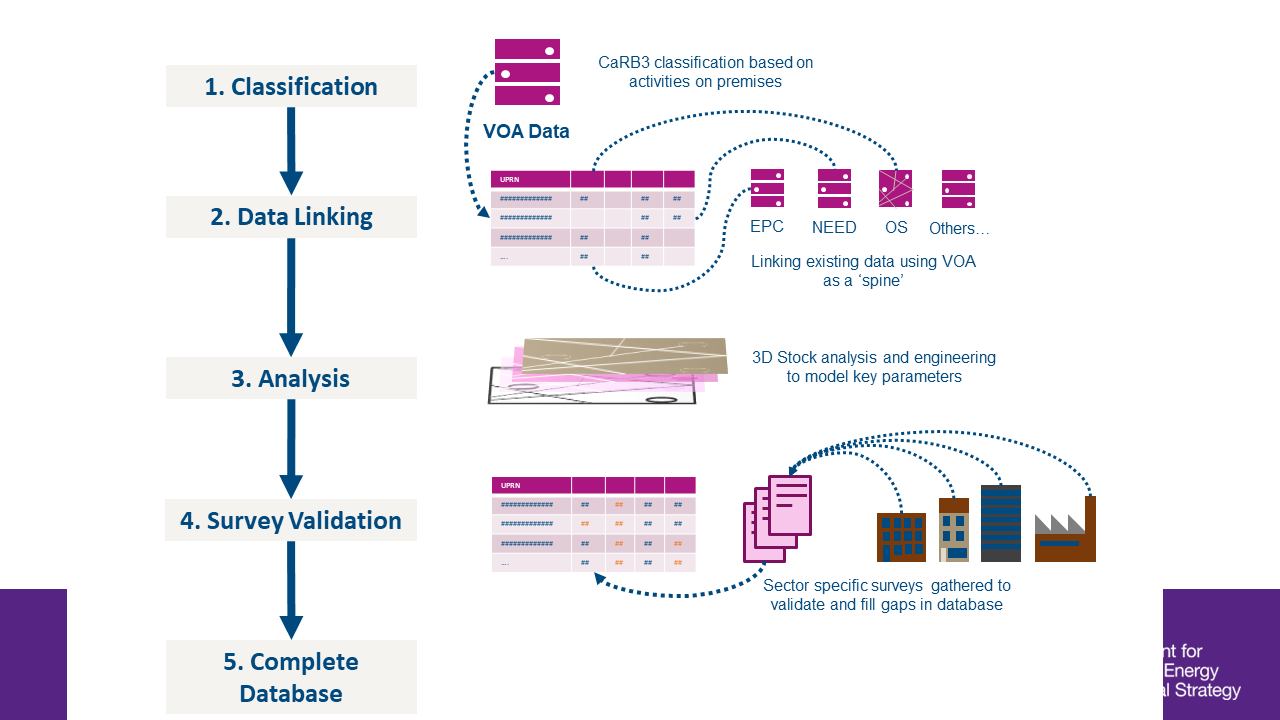 1. Classification
CaRB3 classification based on
activities on premises
VOA Data
UPRN
############# ## ## ##
############# ## ##
############# ## ##
.... ## ##
2. Data Linking
EPC NEED OS Others…
Linking existing data using VOA
as a ‘spine’
3. Analysis
3D Stock analysis and engineering
to model key parameters
UPRN
############# ## ## ## ##
############# ## ## ## ##
############# ## ## ## ##
.... ## ## ## ##
4. Survey Validation
Sector specific surveys gathered to
validate and fill gaps in database
5. Complete
Database
nt for
Energy
al Strategy